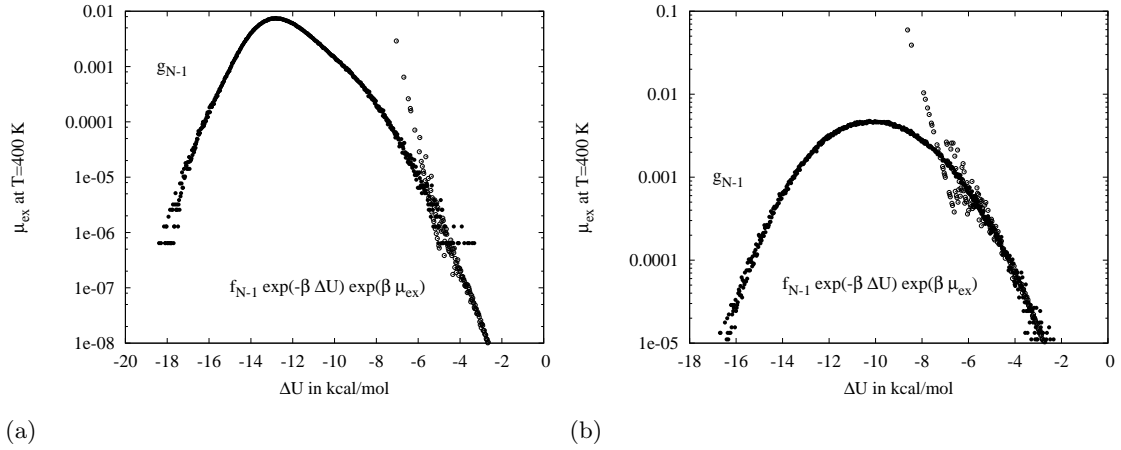 0.01
0.001
0.0001
1e-05
1e-06
1e-07
1e-08
-20 -18 -16 -14 -12 -10 -8 -6 -4 -2 0
μex at T=400 K
ΔU in kcal/mol
gN-1
fN-1 exp(-β ΔU) exp(β μex)
(a)
0.1
0.01
0.001
0.0001
1e-05
-18 -16 -14 -12 -10 -8 -6 -4 -2 0
μex at T=400 K
ΔU in kcal/mol
gN-1
fN-1 exp(-β ΔU) exp(β μex)
(b)